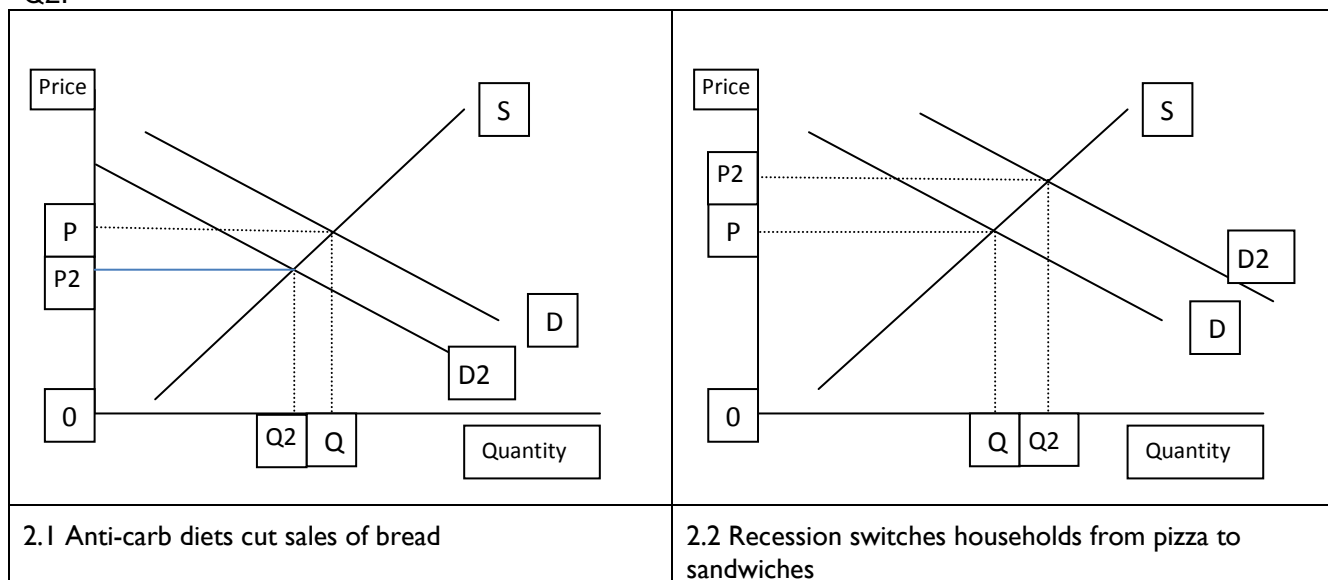 Q2.
Price
S
P
P2
D
D2
0
Q2
Q
Quantity
2.1 Anti-carb diets cut sales of bread
Price
S
P2
P
D2
D
0
Q
Q2
Quantity
2.2 Recession switches households from pizza to
sandwiches